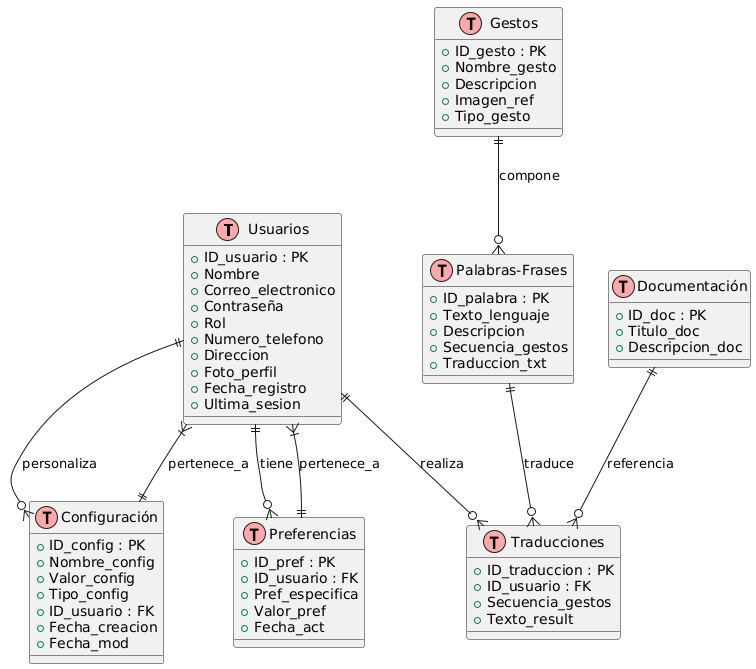 T Gestos
ID_gesto : PK
Nombre_gesto
Descripcion
Imagen_ref
Tipo_gesto
compone
T Usuarios
ID_usuario : PK
Nombre
Correo_electronico
Contraseña
Rol
Numero_telefono
Direccion
Foto_perfil
Fecha_registro
Ultima_sesion
T Palabras-Frases
ID_palabra : PK
Texto_lenguaje
Descripcion
Secuencia_gestos
Traduccion_txt
T Documentación
ID_doc : PK
Titulo_doc
Descripcion_doc
personaliza
pertenece_a
tiene
pertenece_a
realiza
traduce
referencia
T Configuración
ID_config : PK
Nombre_config
Valor_config
Tipo_config
ID_usuario : FK
Fecha_creacion
Fecha_mod
T Preferencias
ID_pref : PK
ID_usuario : FK
Pref_especifica
Valor_pref
Fecha_act
T Traducciones
ID_traduccion : PK
ID_usuario : FK
Secuencia_gestos
Texto_result